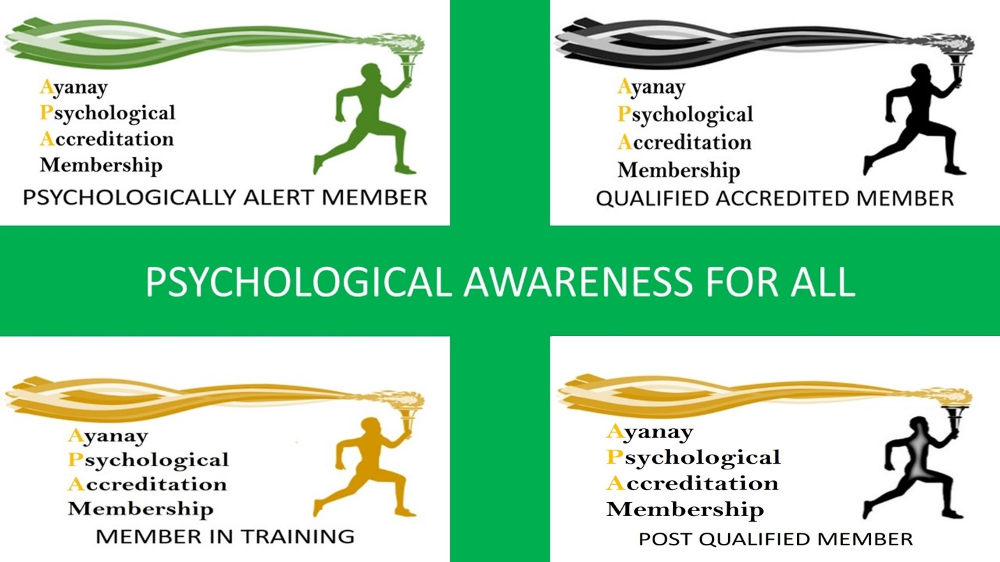 Ayanay
Psychological
Accreditation
Membership
PSYCHOLOGICALLY ALERT MEMBER
Ayanay
Psychological
Accreditation
Membership
QUALIFIED ACCREDITED MEMBER
PSYCHOLOGICAL AWARENESS FOR ALL
Ayanay
Psychological
Accreditation
Membership
MEMBER IN TRAINING
Ayanay
Psychological
Accreditation
Membership
POST QUALIFIED MEMBER